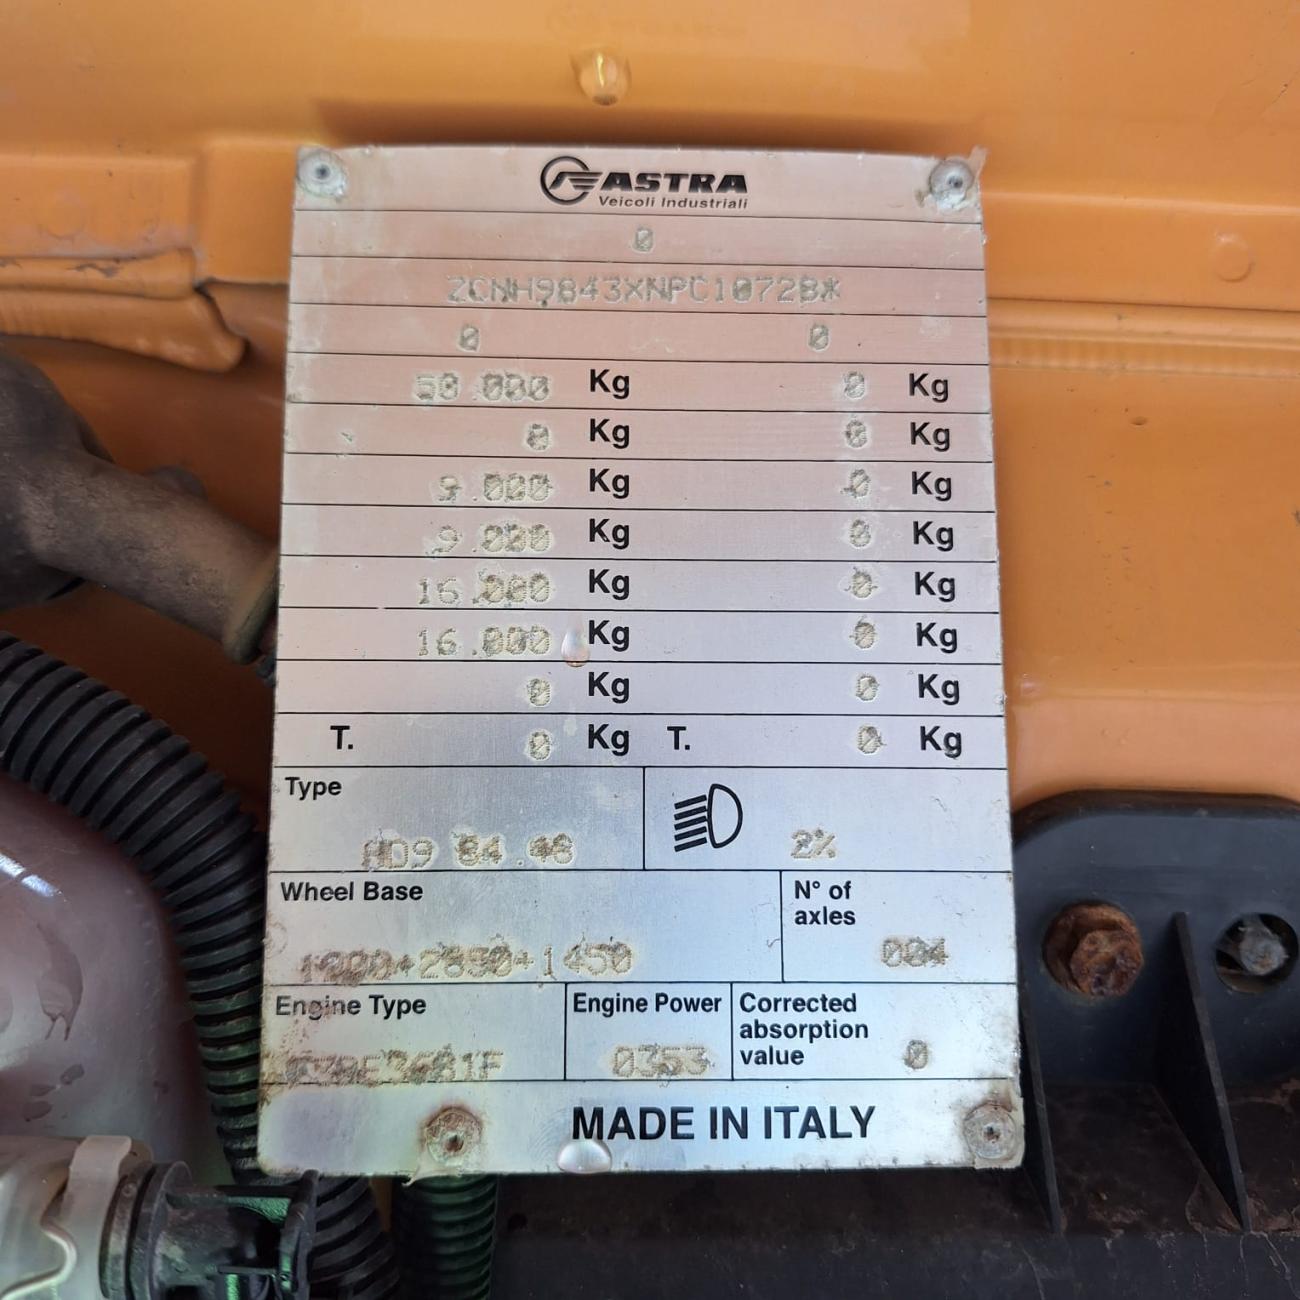 ASTRA
Veicoli Industriali
0
ZCNH9843XNPC10728*
0 0
50.000 Kg 0 Kg
0 Kg 0 Kg
9.000 Kg 0 Kg
9.000 Kg 0 Kg
16.000 Kg 0 Kg
16.000 Kg 0 Kg
0 Kg 0 Kg
T. 0 Kg T. 0 Kg
Type
HD9 84.48 2%
Wheel Base N° of
axles
+1450 004
Engine Type Engine Power Corrected
absorption
value 0
0353
MADE IN ITALY